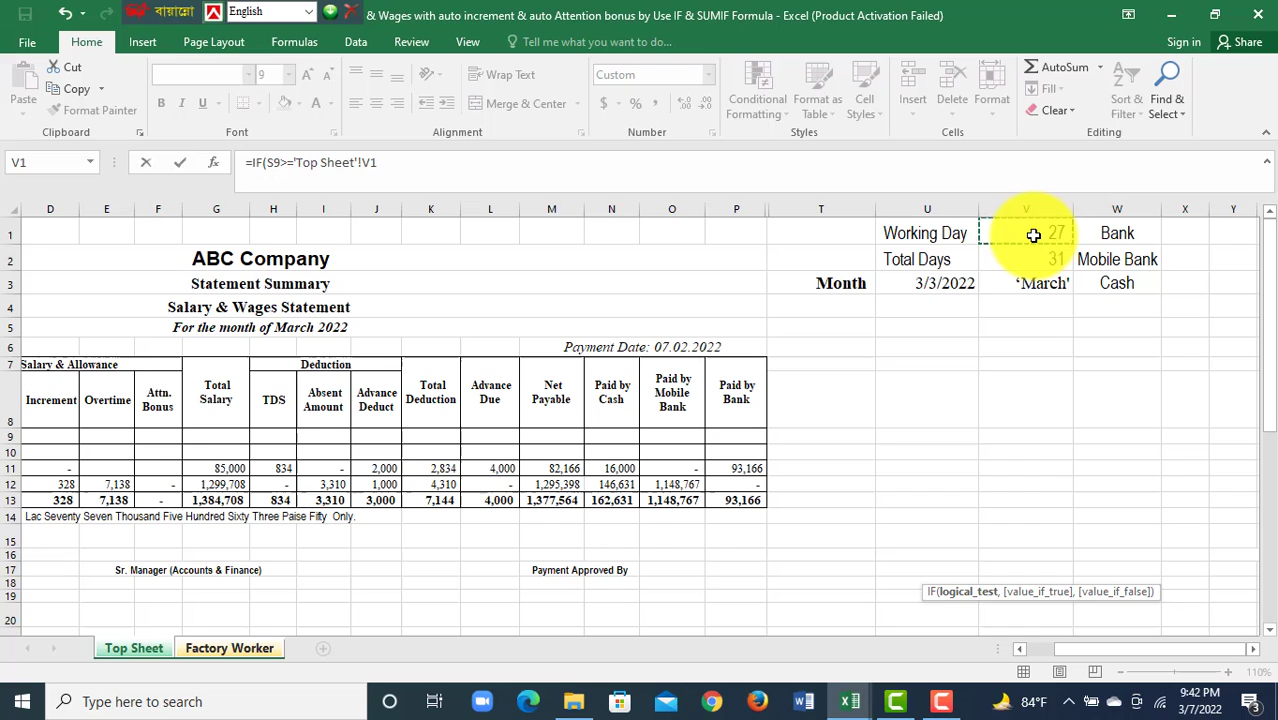 বায়ান্নো English & Wages with auto increment & auto Attention bonus by Use IF & SUMIF Formula - Excel (Product Activation Failed)
File Home Insert Page Layout Formulas Data Review View Tell me what you want to do... Sign in Share
Paste Cut Copy Format Painter
9 B I U
Wrap Text Merge & Center
Custom $ % , .0 .00 .00 .0
Conditional Formatting Format as Table Cell Styles
Insert Delete Format
AutoSum Fill Clear Sort & Filter Find & Select
Clipboard Font Alignment Number Styles Cells Editing
V1 fx =IF(S9>='Top Sheet'!V1
D E F G H I J K L M N O P T U V W X Y
1 Working Day 27 Bank
2 ABC Company Total Days 31 Mobile Bank
3 Statement Summary Month 3/3/2022 ‘March' Cash
4 Salary & Wages Statement
5 For the month of March 2022
6 Payment Date: 07.02.2022
7 Salary & Allowance Deduction
8 Increment Overtime Attn. Bonus Total Salary TDS Absent Amount Advance Deduct Total Deduction Advance Due Net Payable Paid by Cash Paid by Mobile Bank Paid by Bank
9
10
11 - 85,000 834 - 2,000 2,834 4,000 82,166 16,000 - 93,166
12 328 7,138 - 1,299,708 - 3,310 1,000 4,310 - 1,295,398 146,631 1,148,767 -
13 328 7,138 - 1,384,708 834 3,310 3,000 7,144 4,000 1,377,564 162,631 1,148,767 93,166
14 Lac Seventy Seven Thousand Five Hundred Sixty Three Paise Fifty Only.
15
16
17 Sr. Manager (Accounts & Finance) Payment Approved By
18
19 IF(logical_test, [value_if_true], [value_if_false])
20
Top Sheet Factory Worker
110%
Type here to search 84°F 9:42 PM
3/7/2022 3